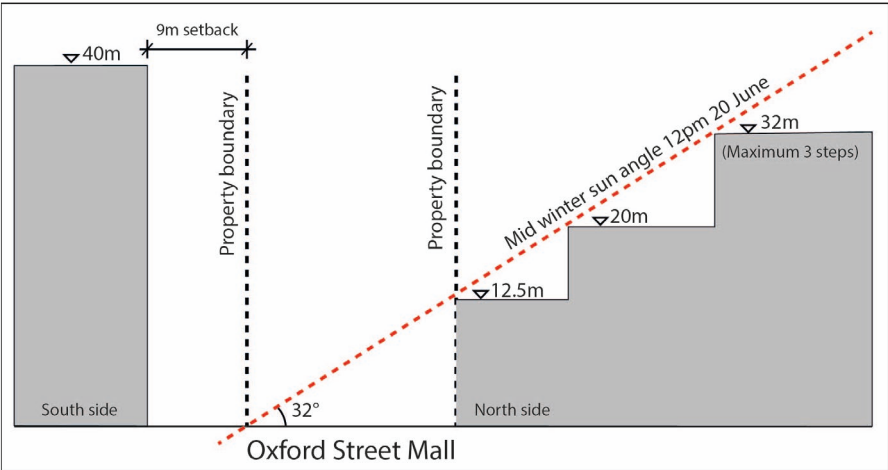 9m setback
40m
Property boundary
Property boundary
Mid winter sun angle 12pm 20 June
32m
(Maximum 3 steps)
20m
12.5m
South side
32°
North side
Oxford Street Mall